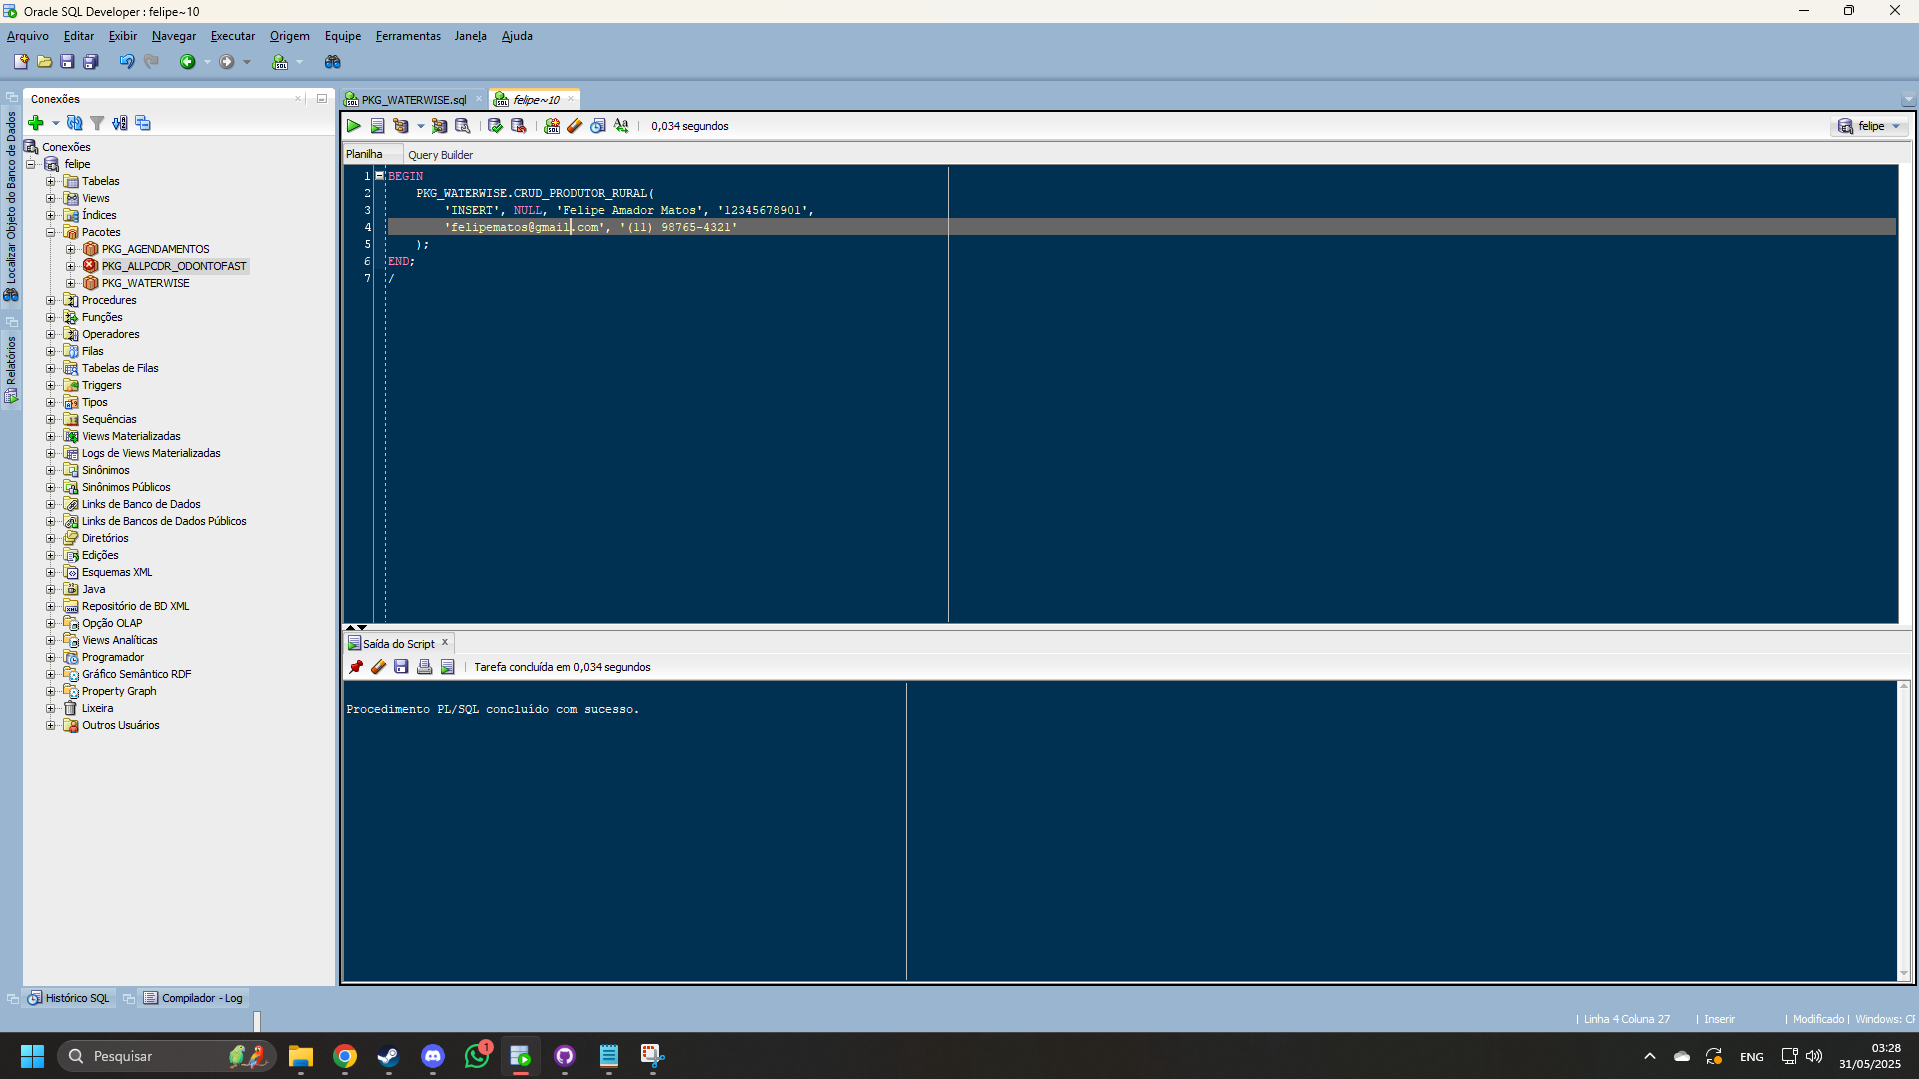 Oracle SQL Developer : felipe~10
Arquivo Editar Exibir Navegar Executar Origem Equipe Ferramentas Janela Ajuda
Localizar Objeto do Banco de Dados
Relatórios
Conexões
Conexões
felipe
Tabelas
Views
Índices
Pacotes
PKG_AGENDAMENTOS
PKG_ALLPCDR_ODONTOFAST
PKG_WATERWISE
Procedures
Funções
Operadores
Filas
Tabelas de Filas
Triggers
Tipos
Sequências
Views Materializadas
Logs de Views Materializadas
Sinônimos
Sinônimos Públicos
Links de Banco de Dados
Links de Bancos de Dados Públicos
Diretórios
Edições
Esquemas XML
Java
Repositório de BD XML
Opção OLAP
Views Analíticas
Programador
Gráfico Semântico RDF
Property Graph
Lixeira
Outros Usuários
PKG_WATERWISE.sql felipe~10
0,034 segundos felipe
Planilha Query Builder
1 BEGIN
2 PKG_WATERWISE.CRUD_PRODUTOR_RURAL(
3 'INSERT', NULL, 'Felipe Amador Matos', '12345678901',
4 'felipematos@gmail.com', '(11) 98765-4321'
5 );
6 END;
7 /
Saída do Script
Tarefa concluída em 0,034 segundos
Procedimento PL/SQL concluído com sucesso.
Histórico SQL Compilador - Log
| Linha 4 Coluna 27 | Inserir | Modificado | Windows: CF
Pesquisar
1
ENG
03:28
31/05/2025